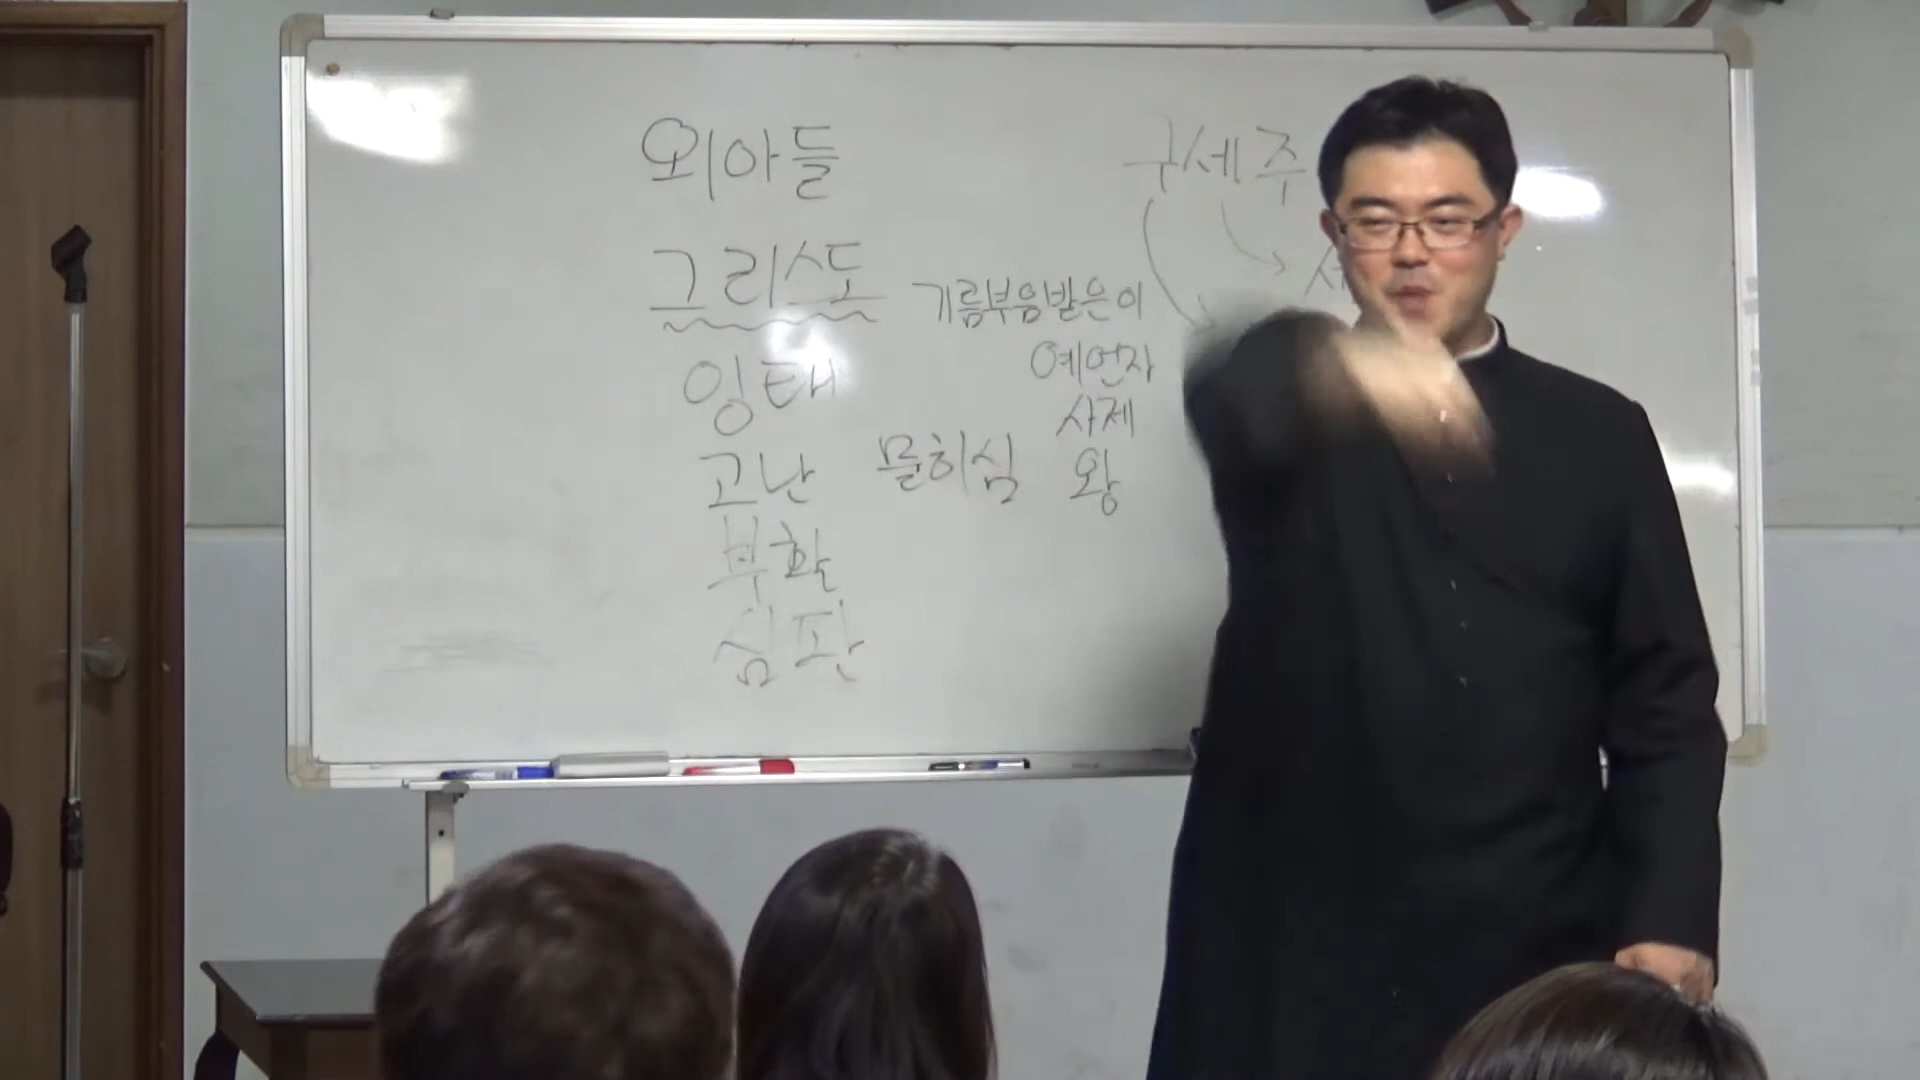 외아들 구세주
그리스도 기름부음받은이
잉태 예언자
사제
고난 묻히심 왕
부활
심판